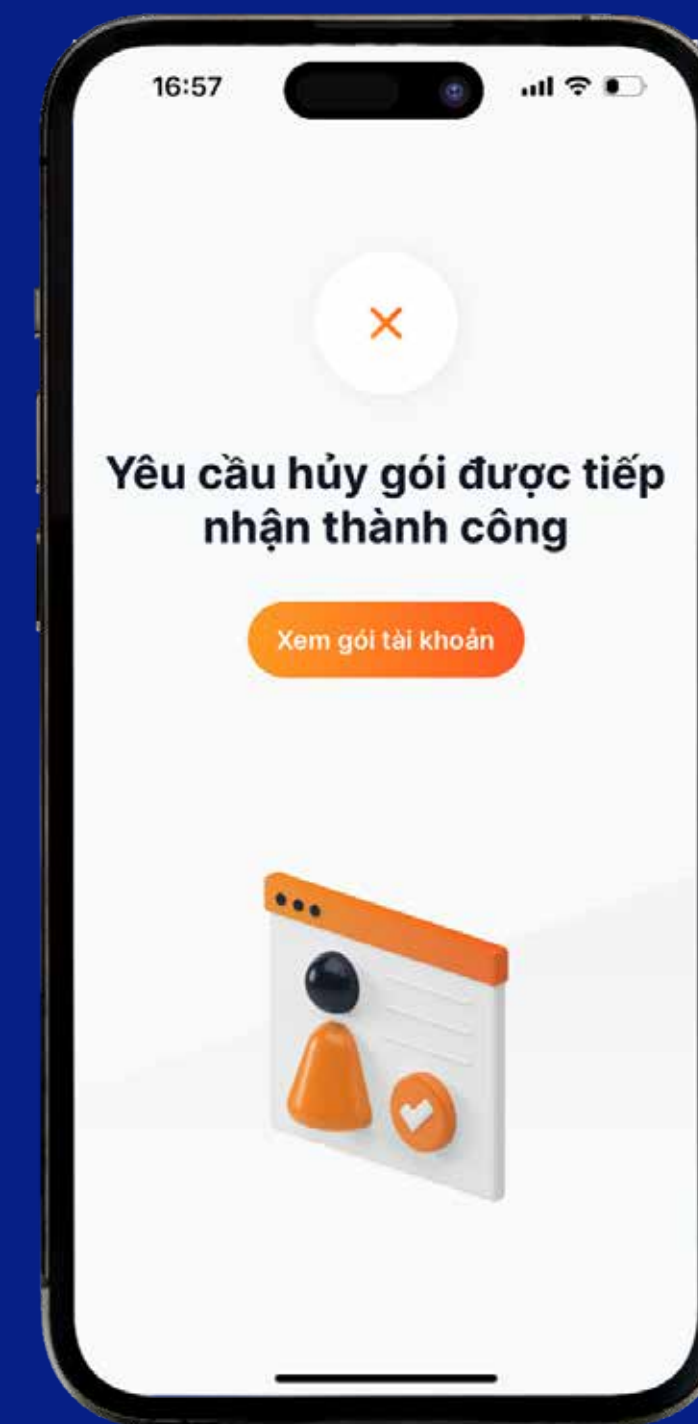 16:57
Yêu cầu hủy gói được tiếp
nhận thành công
Xem gói tài khoản